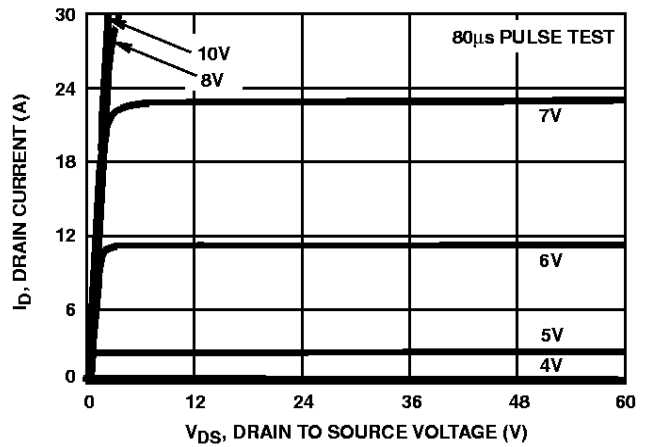 30
10V
80µs PULSE TEST
8V
24
7V
18
12
6V
6
5V
4V
0
0 12 24 36 48 60
I_D, DRAIN CURRENT (A)
V_DS, DRAIN TO SOURCE VOLTAGE (V)